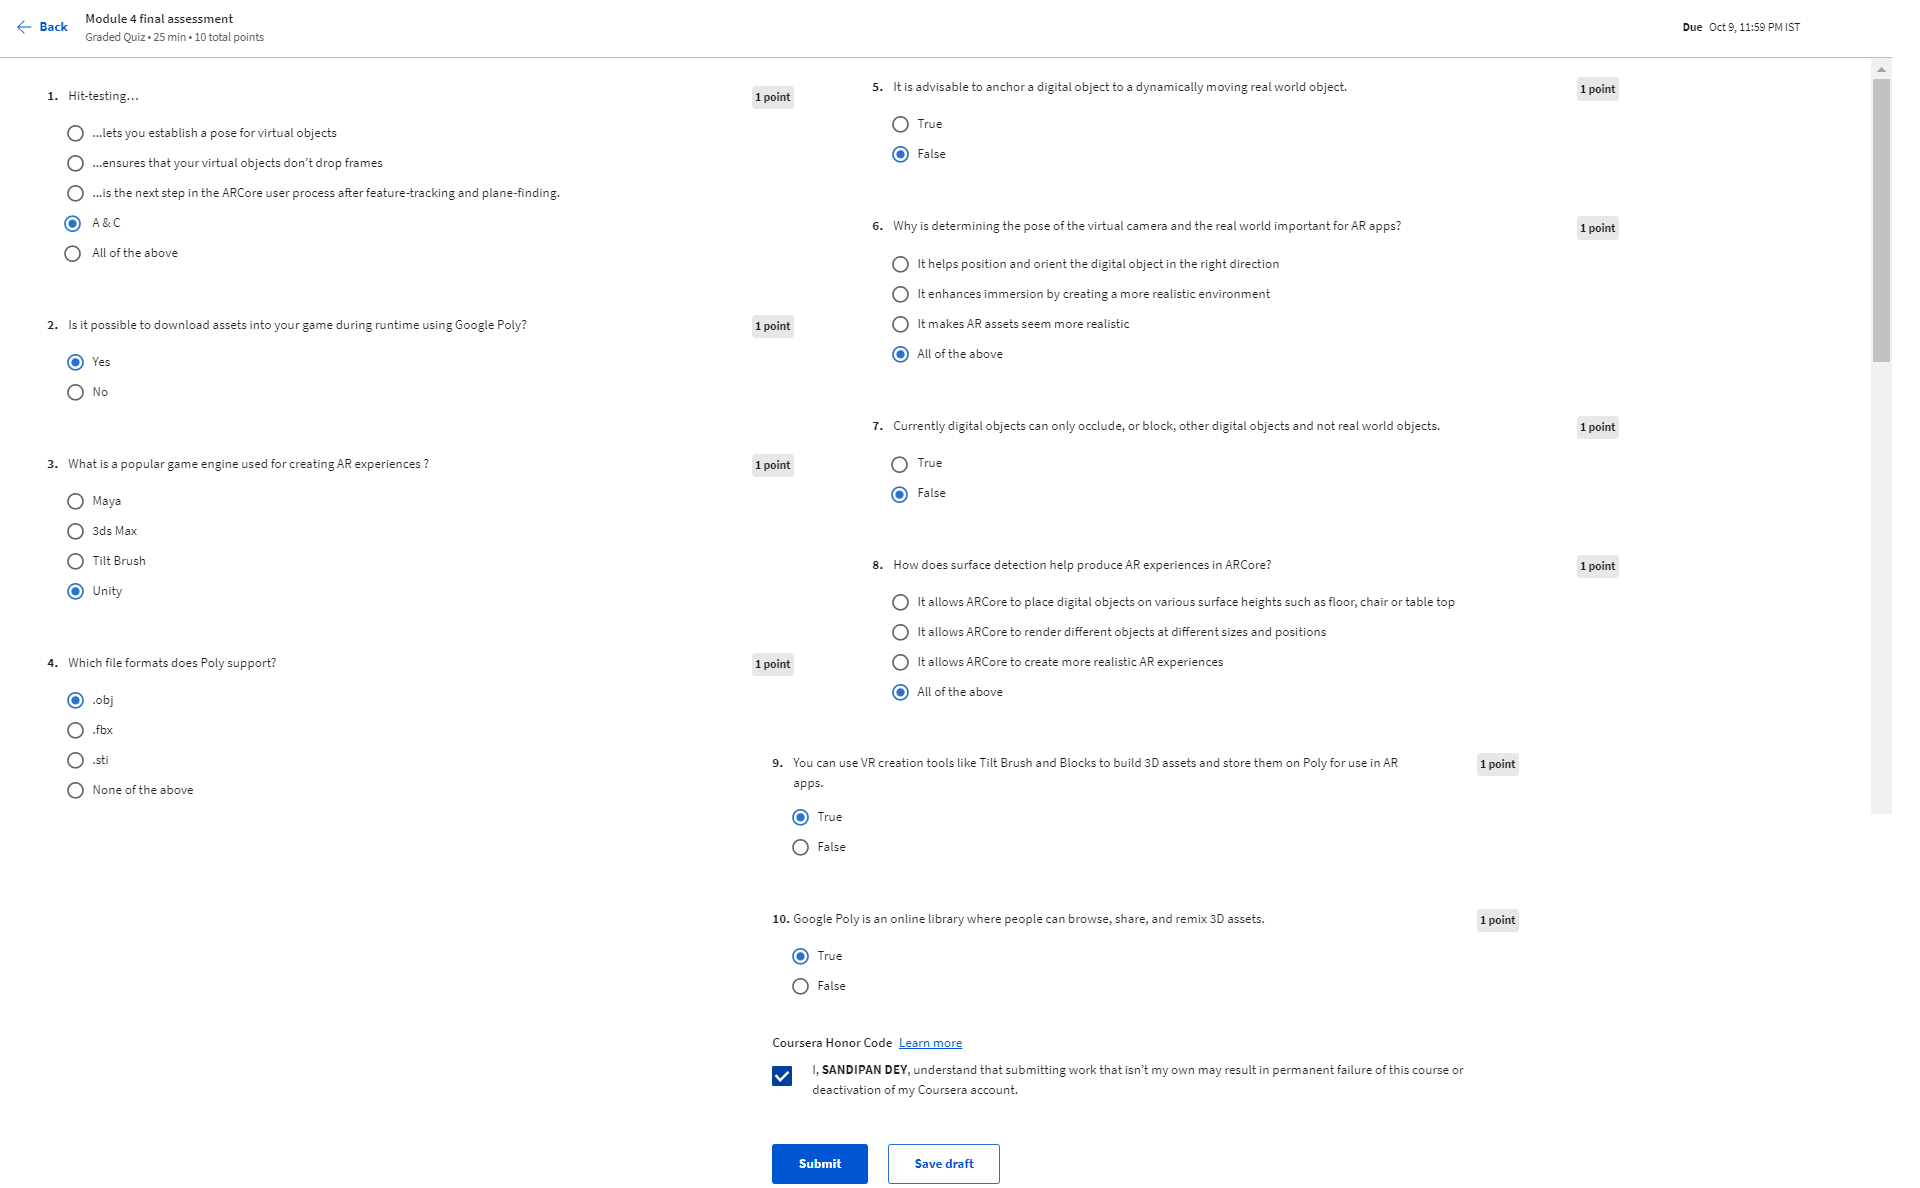 Back
Module 4 final assessment
Graded Quiz • 25 min • 10 total points
Due Oct 9, 11:59 PM IST
1. Hit-testing…
1 point
...lets you establish a pose for virtual objects
...ensures that your virtual objects don't drop frames
...is the next step in the ARCore user process after feature-tracking and plane-finding.
A & C
All of the above
2. Is it possible to download assets into your game during runtime using Google Poly?
1 point
Yes
No
3. What is a popular game engine used for creating AR experiences ?
1 point
Maya
3ds Max
Tilt Brush
Unity
4. Which file formats does Poly support?
1 point
.obj
.fbx
.sti
None of the above
5. It is advisable to anchor a digital object to a dynamically moving real world object.
1 point
True
False
6. Why is determining the pose of the virtual camera and the real world important for AR apps?
1 point
It helps position and orient the digital object in the right direction
It enhances immersion by creating a more realistic environment
It makes AR assets seem more realistic
All of the above
7. Currently digital objects can only occlude, or block, other digital objects and not real world objects.
1 point
True
False
8. How does surface detection help produce AR experiences in ARCore?
1 point
It allows ARCore to place digital objects on various surface heights such as floor, chair or table top
It allows ARCore to render different objects at different sizes and positions
It allows ARCore to create more realistic AR experiences
All of the above
9. You can use VR creation tools like Tilt Brush and Blocks to build 3D assets and store them on Poly for use in AR
apps.
1 point
True
False
10. Google Poly is an online library where people can browse, share, and remix 3D assets.
1 point
True
False
Coursera Honor Code Learn more
I, SANDIPAN DEY, understand that submitting work that isn't my own may result in permanent failure of this course or
deactivation of my Coursera account.
Submit
Save draft